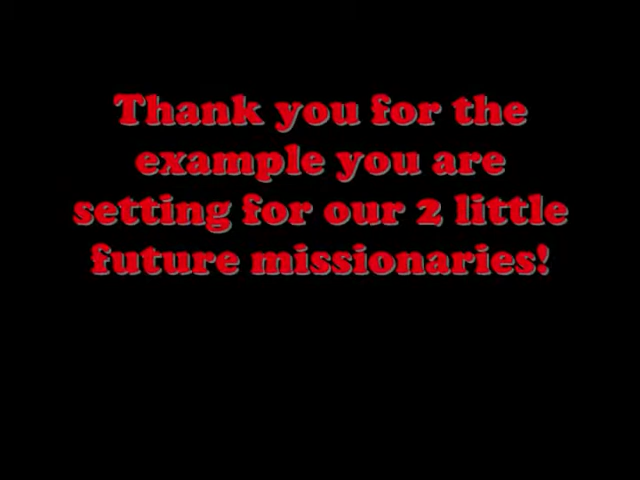 Thank you for the
example you are
setting for our 2 little
future missionaries!